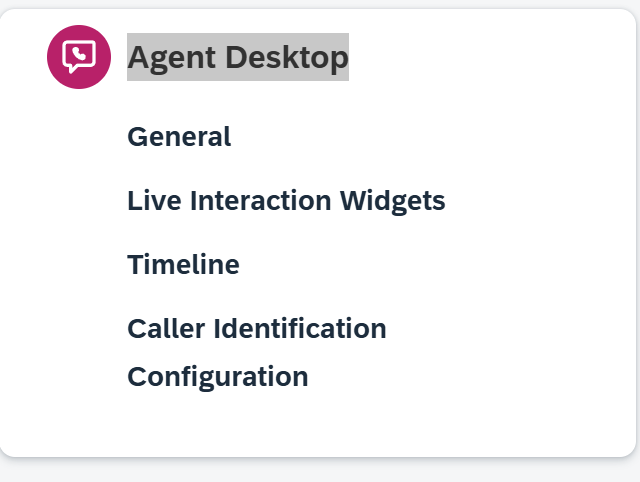 Agent Desktop
General
Live Interaction Widgets
Timeline
Caller Identification
Configuration